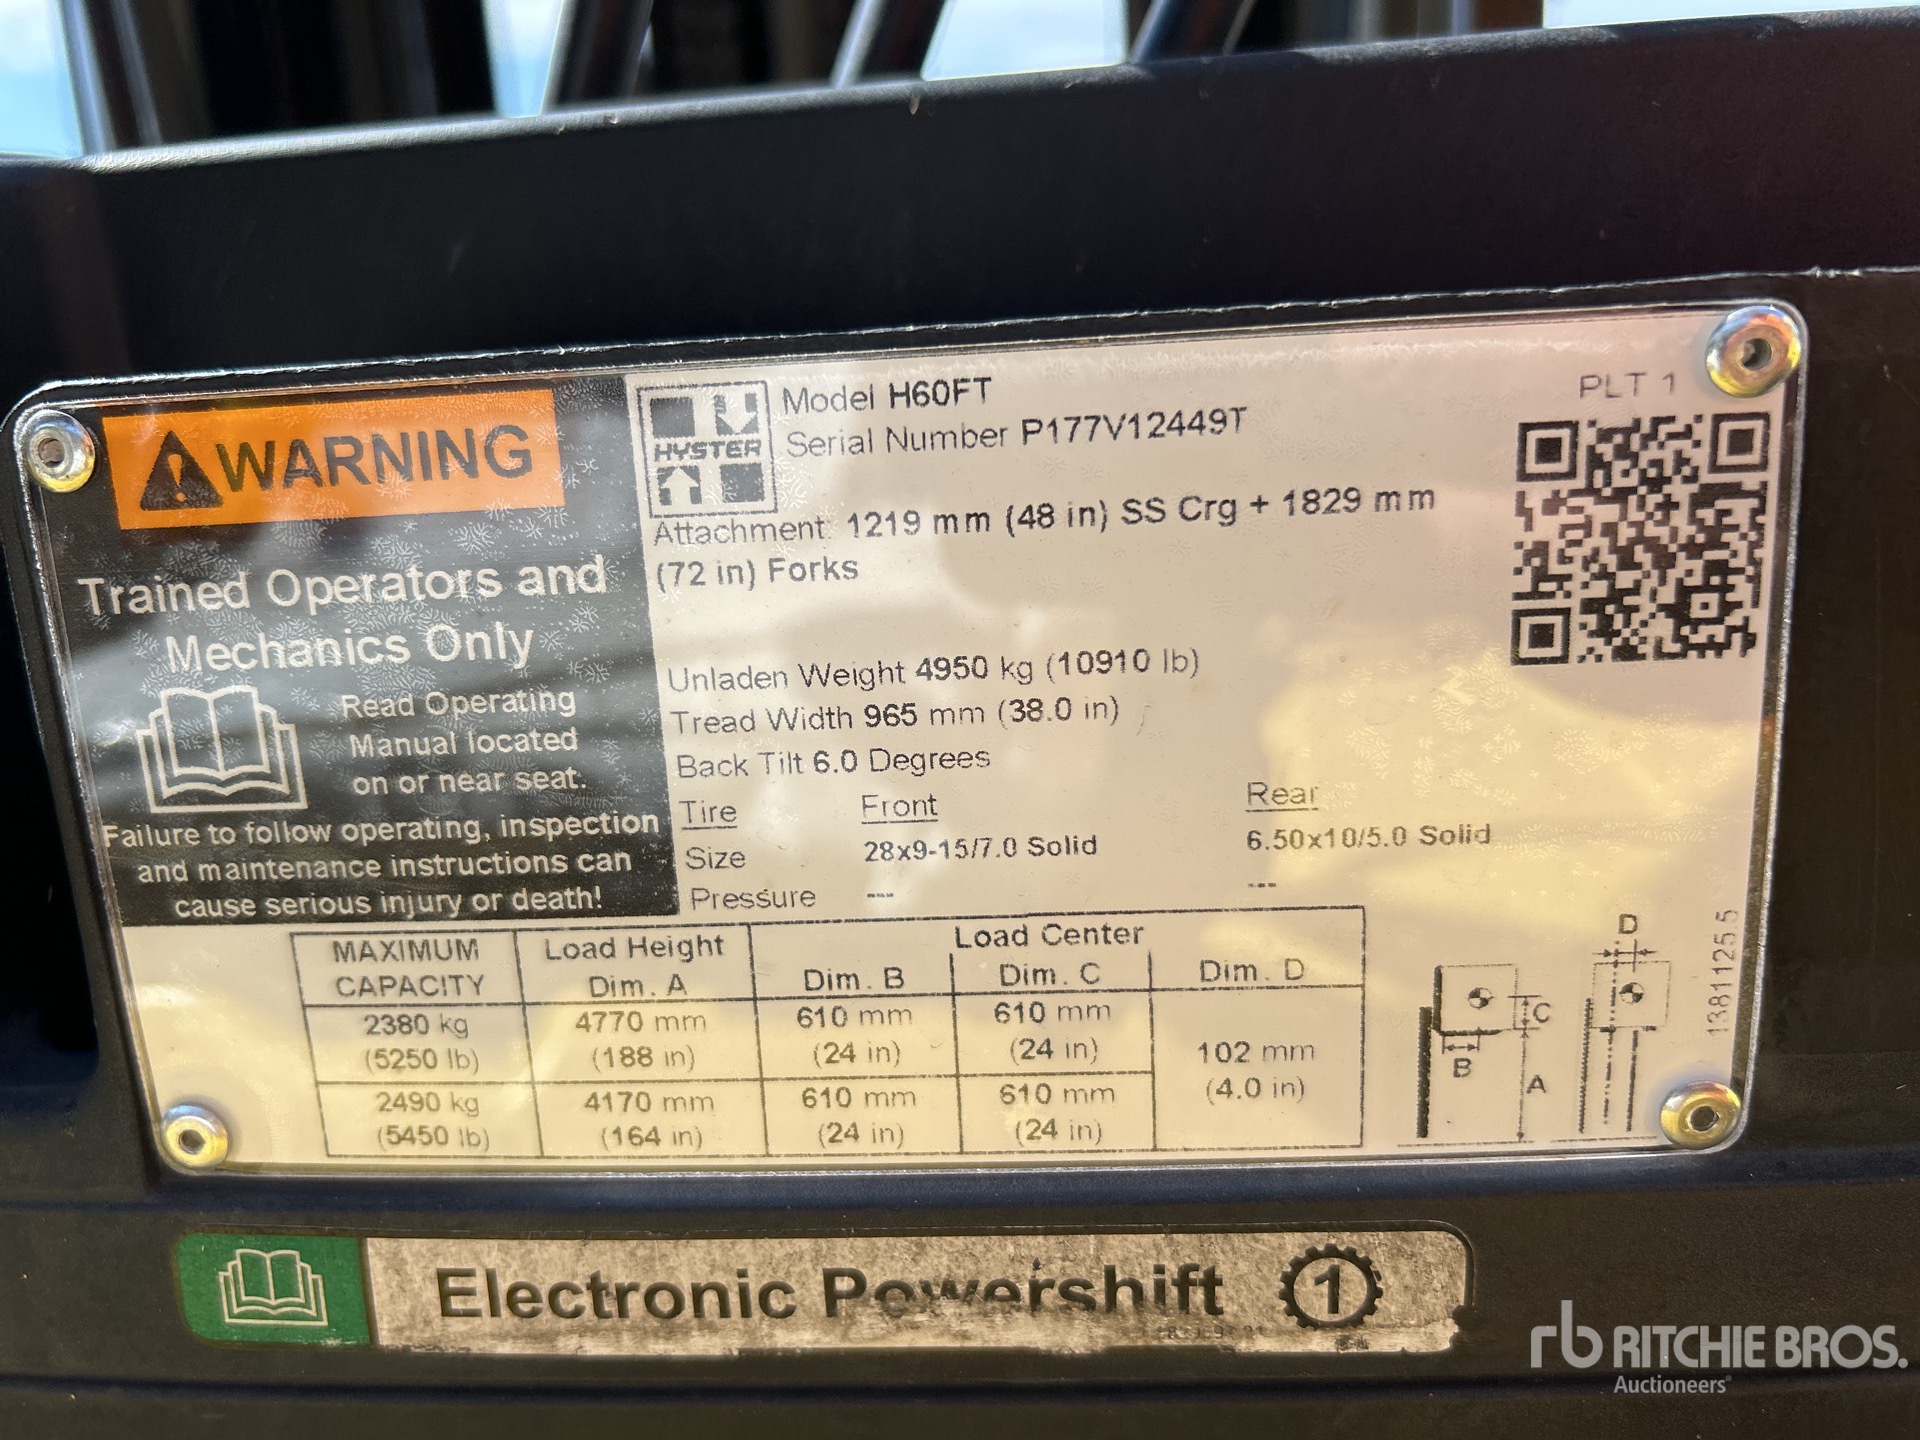 WARNING
Trained Operators and
Mechanics Only
Read Operating
Manual located
on or near seat.
Failure to follow operating, inspection
and maintenance instructions can
cause serious injury or death!
HYSTER
Model H60FT
Serial Number P177V12449T
Attachment: 1219 mm (48 in) SS Crg + 1829 mm
(72 in) Forks
PLT 1
Unladen Weight 4950 kg (10910 lb)
Tread Width 965 mm (38.0 in)
Back Tilt 6.0 Degrees
Tire Front Rear
Size 28x9-15/7.0 Solid 6.50x10/5.0 Solid
Pressure --- ---
MAXIMUM CAPACITY Load Height Dim. A Load Center Dim. B Dim. C Dim. D
2380 kg 4770 mm 610 mm 610 mm
(5250 lb) (188 in) (24 in) (24 in)
102 mm
(4.0 in)
2490 kg 4170 mm 610 mm 610 mm
(5450 lb) (164 in) (24 in) (24 in)
D
C
B
A
13811255
Electronic Powershift 1
rb RITCHIE BROS.
Auctioneers